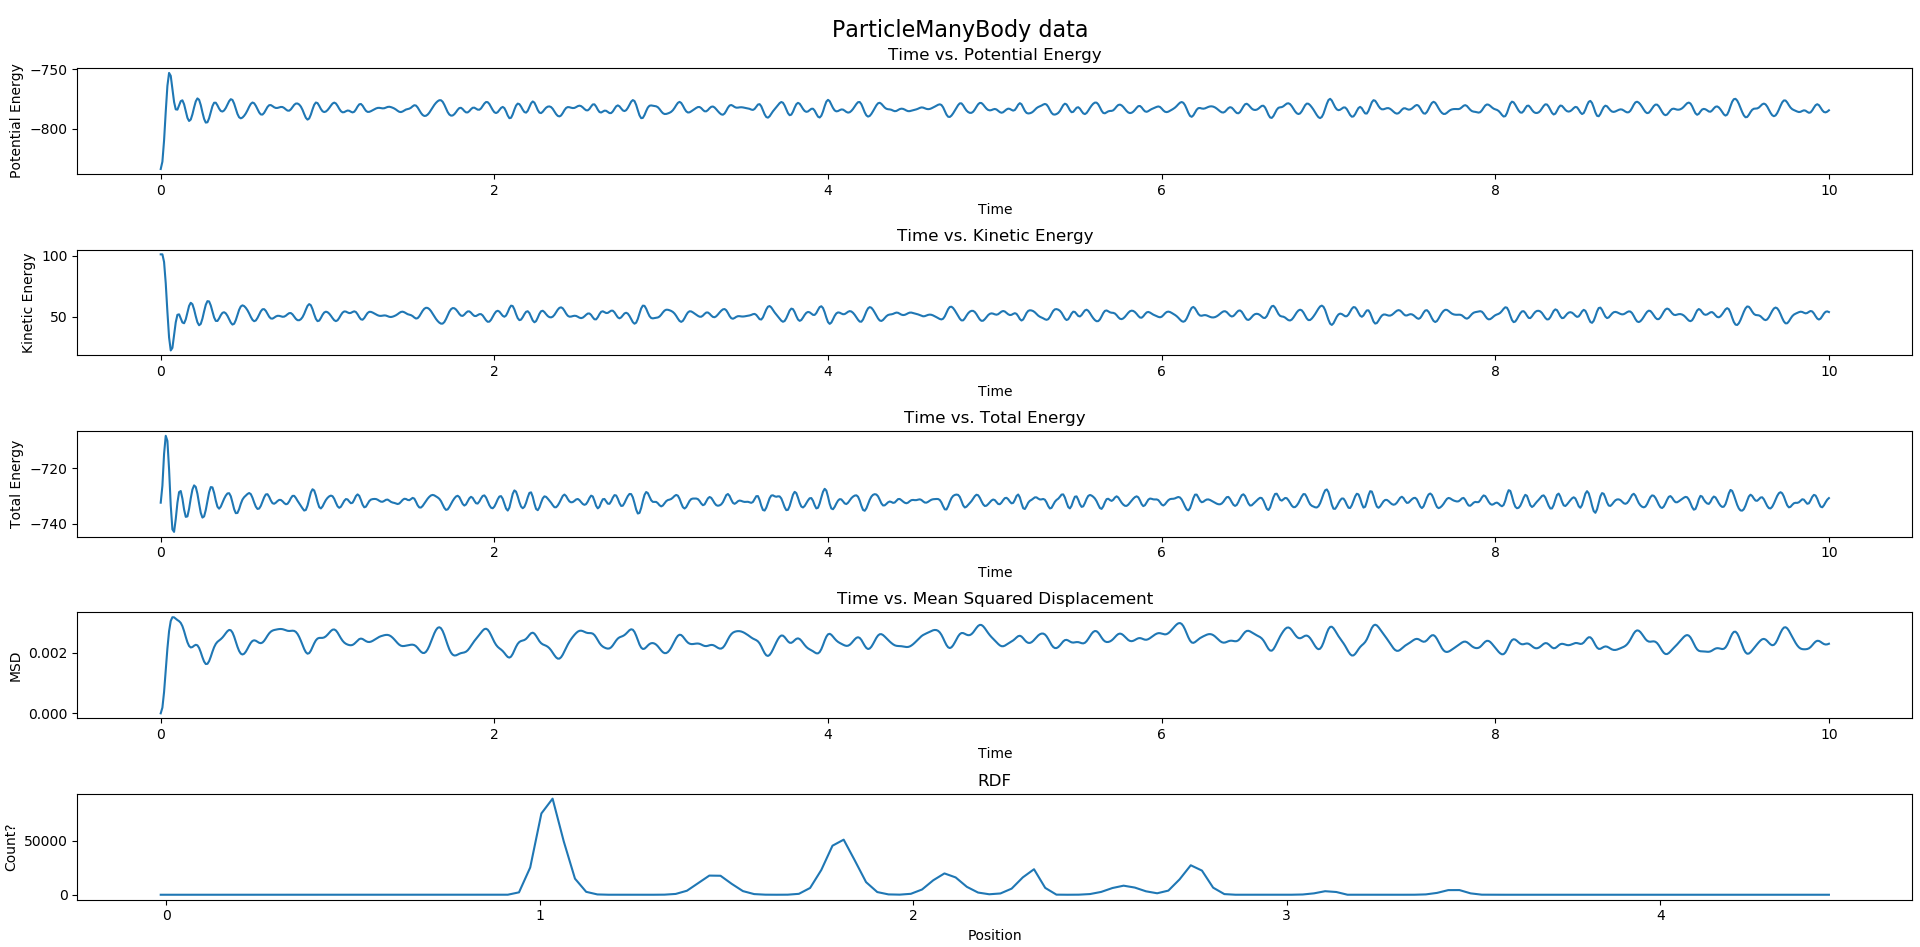 ParticleManyBody data
Time vs. Potential Energy
Potential Energy
−750
−800
0 2 4 6 8 10
Time
Time vs. Kinetic Energy
Kinetic Energy
100
50
0 2 4 6 8 10
Time
Time vs. Total Energy
Total Energy
−720
−740
0 2 4 6 8 10
Time
Time vs. Mean Squared Displacement
MSD
0.002
0.000
0 2 4 6 8 10
Time
RDF
Count?
50000
0
0 1 2 3 4
Position